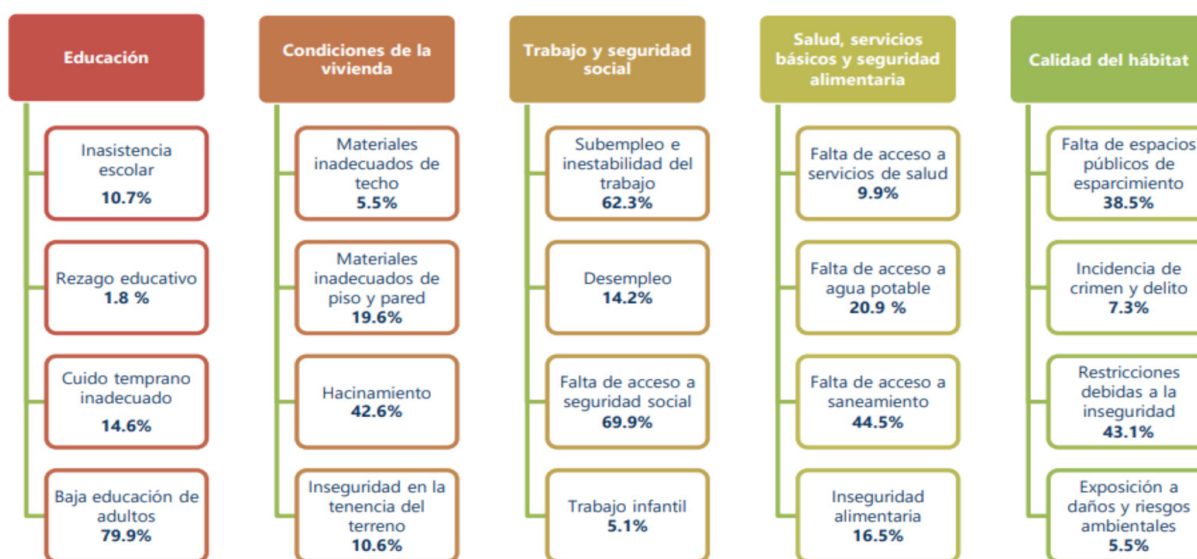 Educación
Inasistencia
escolar
10.7%
Rezago educativo
1.8 %
Cuido temprano
inadecuado
14.6%
Baja educación de
adultos
79.9%
Condiciones de la
vivienda
Materiales
inadecuados de
techo
5.5%
Materiales
inadecuados de
piso y pared
19.6%
Hacinamiento
42.6%
Inseguridad en la
tenencia del
terreno
10.6%
Trabajo y seguridad
social
Subempleo e
inestabilidad del
trabajo
62.3%
Desempleo
14.2%
Falta de acceso a
seguridad social
69.9%
Trabajo infantil
5.1%
Salud, servicios
básicos y seguridad
alimentaria
Falta de acceso a
servicios de salud
9.9%
Falta de acceso a
agua potable
20.9 %
Falta de acceso a
saneamiento
44.5%
Inseguridad
alimentaria
16.5%
Calidad del hábitat
Falta de espacios
públicos de
esparcimiento
38.5%
Incidencia de
crimen y delito
7.3%
Restricciones
debidas a la
inseguridad
43.1%
Exposición a
daños y riesgos
ambientales
5.5%